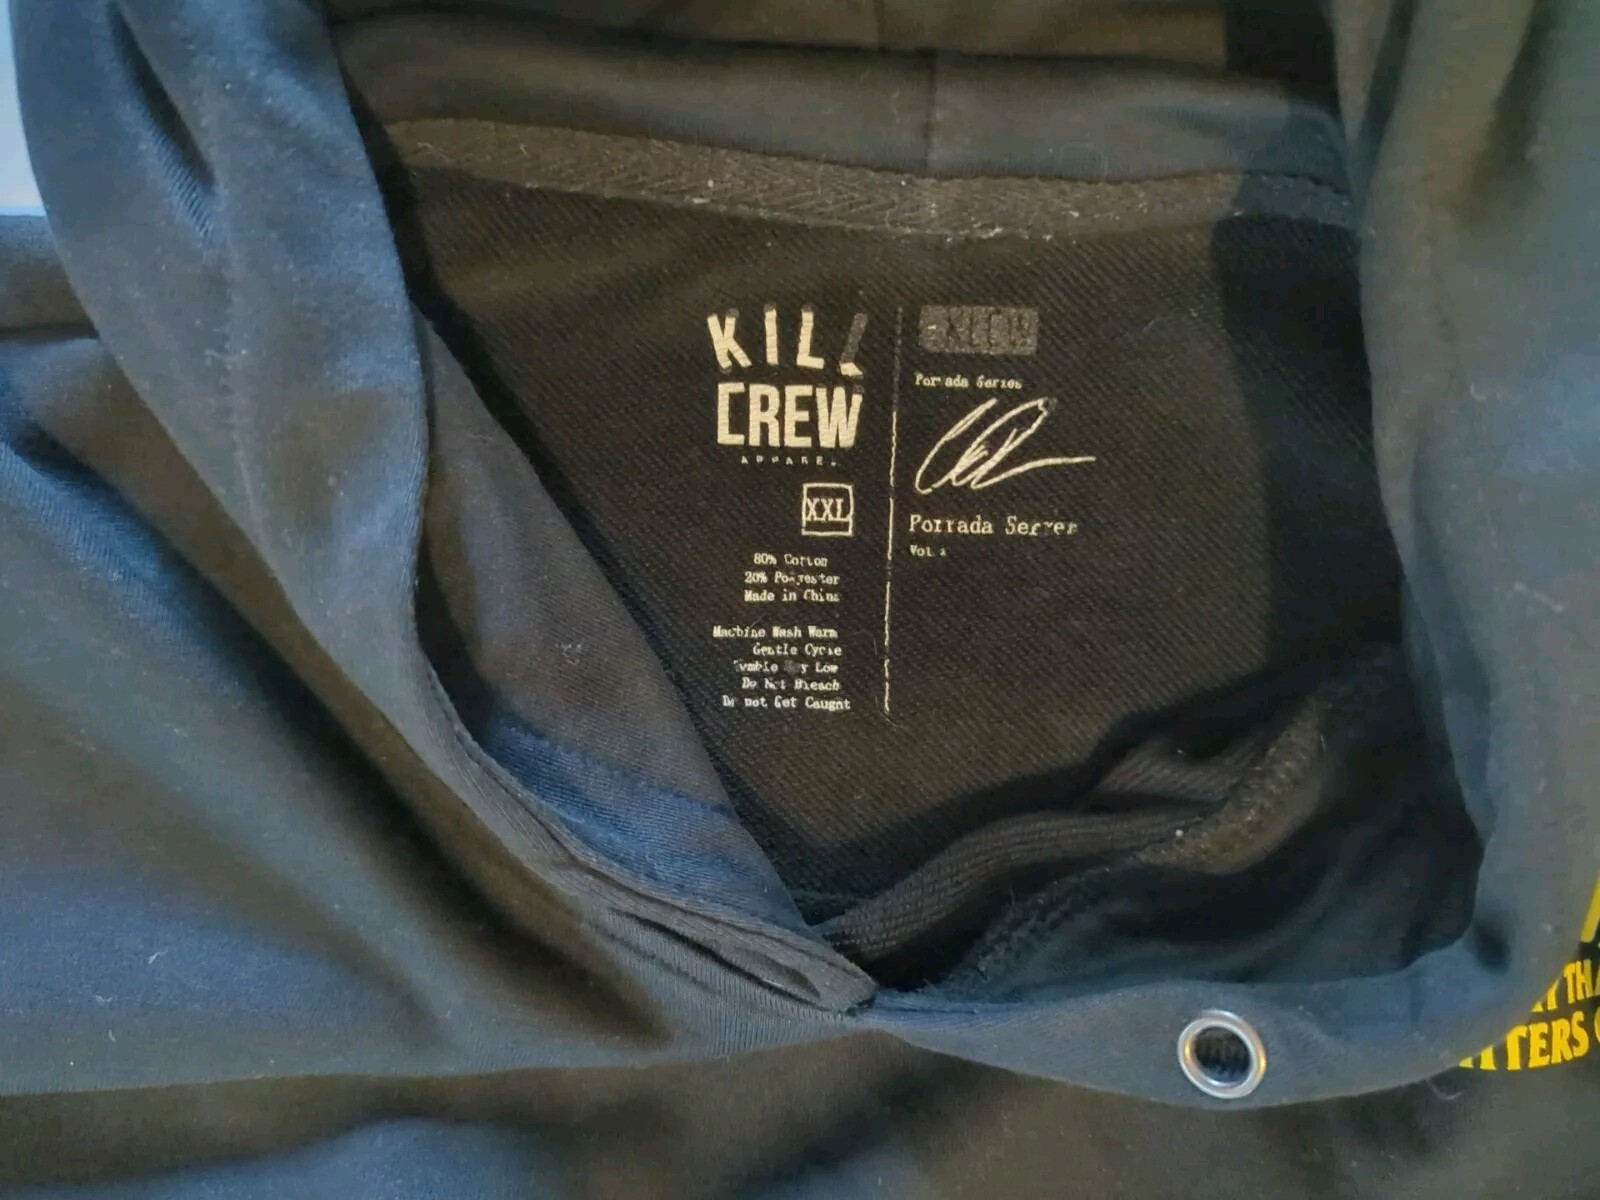 KILL
CREW
APPAREL
XXL
80% Cotton
20% Polyester
Made in China
Machine Wash Warm
Gentle Cycle
Tumble Dry Low
Do Not Bleach
Do not Get Caught
Porrada Series
Porrada Series
Vol.
TTERS